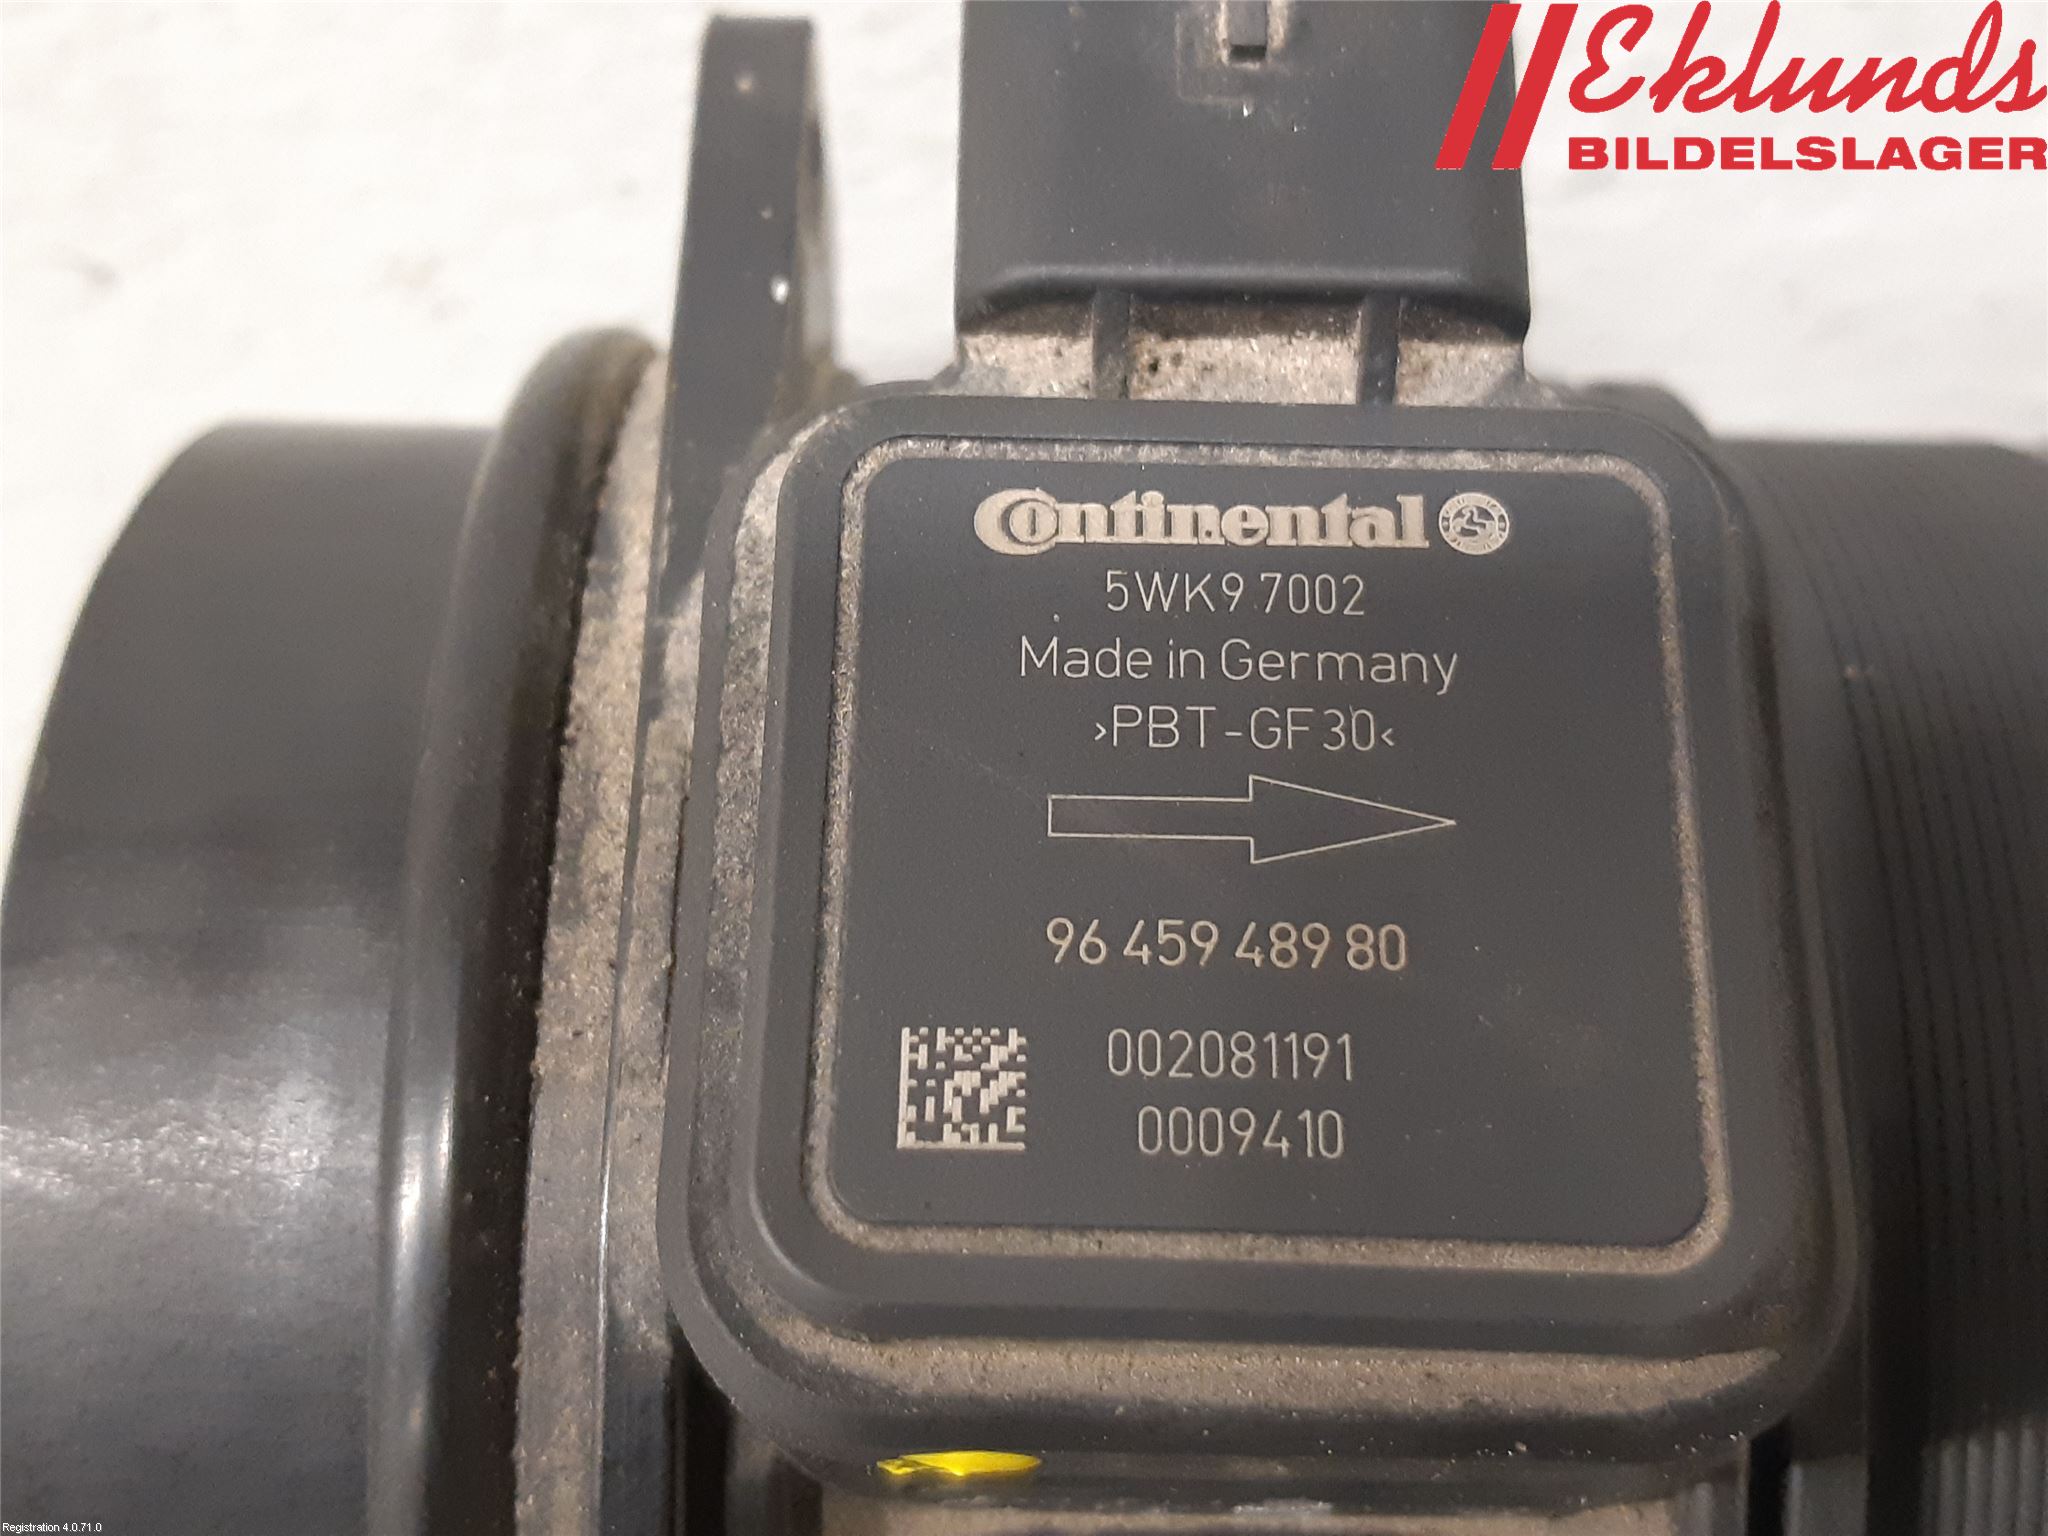 Eklunds
BILDELSLAGER
Continental
5WK9 7002
Made in Germany
›PBT-GF30‹
96 459 489 80
002081191
0009410
Registration 4.0.71.0